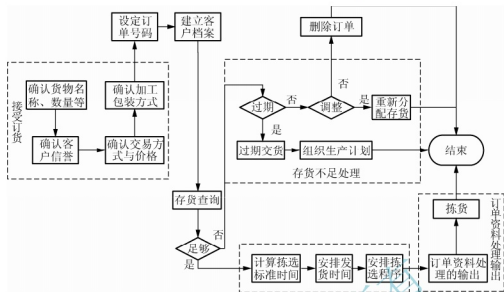 设定订
单号码
建立客
户档案
删除订单
接受订货
确认货物名
称、数量等
确认加工
包装方式
确认客
户信誉
确认交易方
式与价格
过期
否
调整
否
是
重新分
配存货
是
过期交货
组织生产计划
存货不足处理
结束
存货查询
足够
否
是
计算拣选
标准时间
安排发
货时间
安排拣
选程序
订单资料处
理的输出
拣货
订单资料处理输出